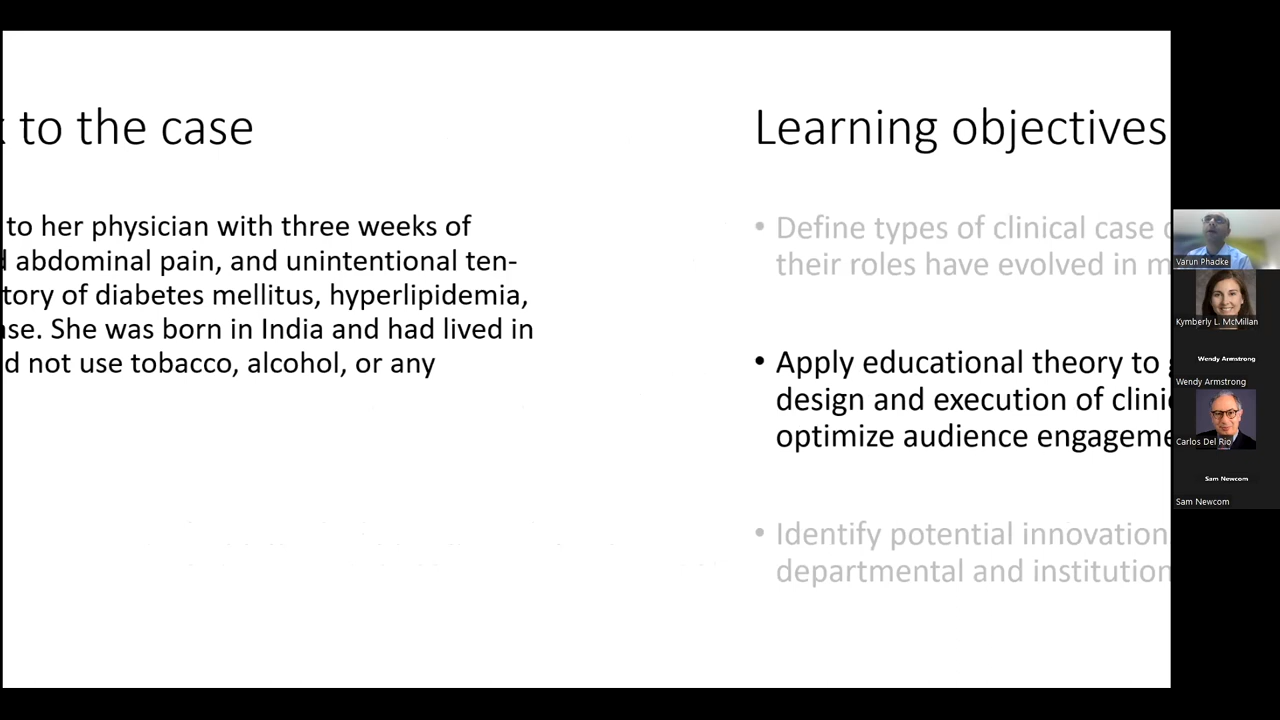 to the case
to her physician with three weeks of
abdominal pain, and unintentional ten-
tory of diabetes mellitus, hyperlipidemia,
se. She was born in India and had lived in
d not use tobacco, alcohol, or any
Learning objectives
• Define types of clinical case
their roles have evolved in m
• Apply educational theory to
design and execution of clinic
optimize audience engageme
• Identify potential innovation
departmental and institution
Varun Phadke
Kymberly L. McMillan
Wendy Armstrong
Wendy Armstrong
Carlos Del Rio
Sam Newcom
Sam Newcom